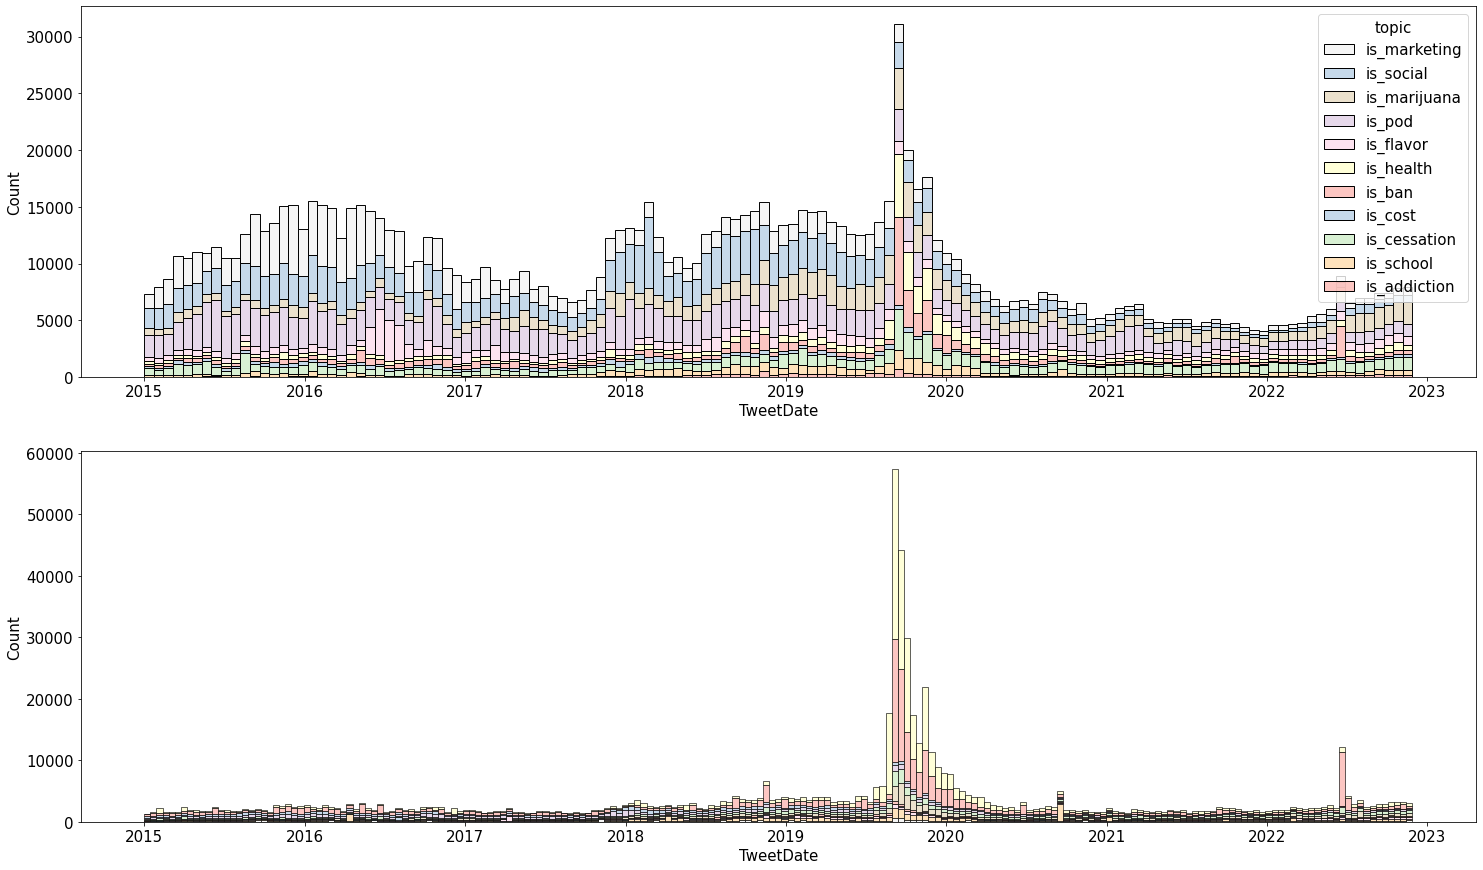 30000
25000
20000
15000
10000
5000
0
Count
2015 2016 2017 2018 2019 2020 2021 2022 2023
TweetDate
topic
is_marketing
is_social
is_marijuana
is_pod
is_flavor
is_health
is_ban
is_cost
is_cessation
is_school
is_addiction
60000
50000
40000
30000
20000
10000
0
Count
2015 2016 2017 2018 2019 2020 2021 2022 2023
TweetDate